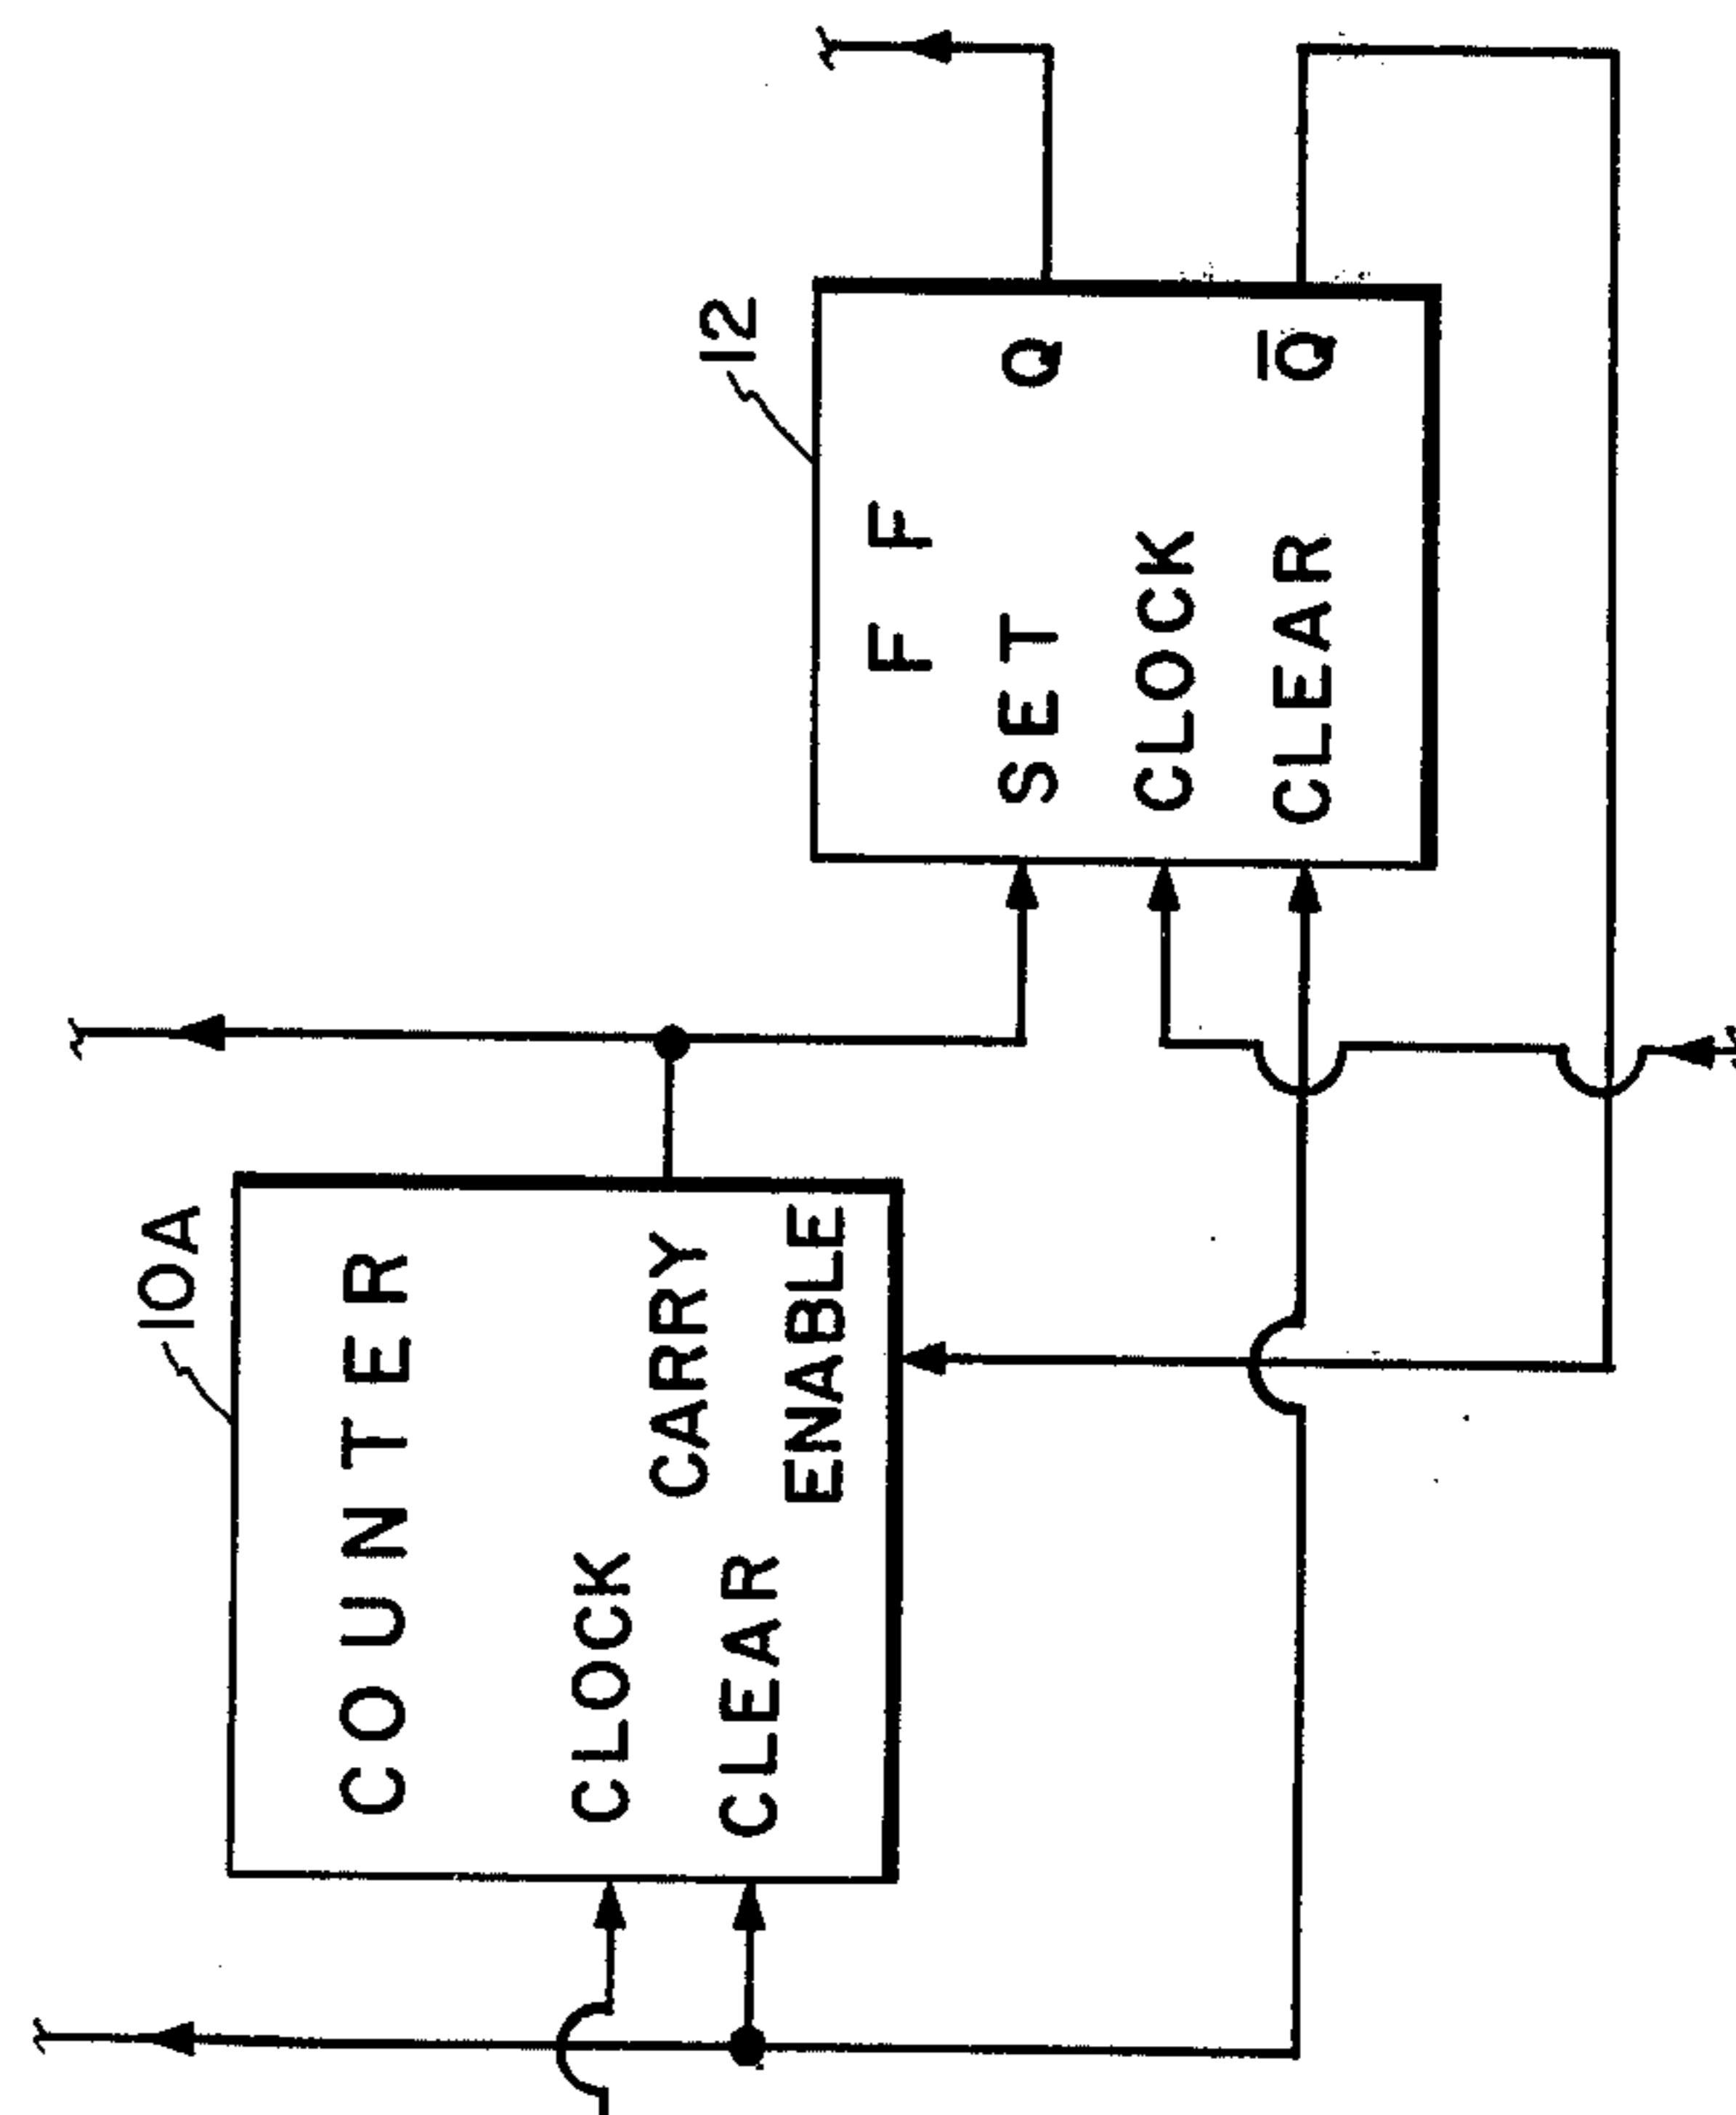 10A
COUNTER
CLOCK
CARRY
CLEAR
ENABLE
12
F F
SET Q
CLOCK
CLEAR Q̅